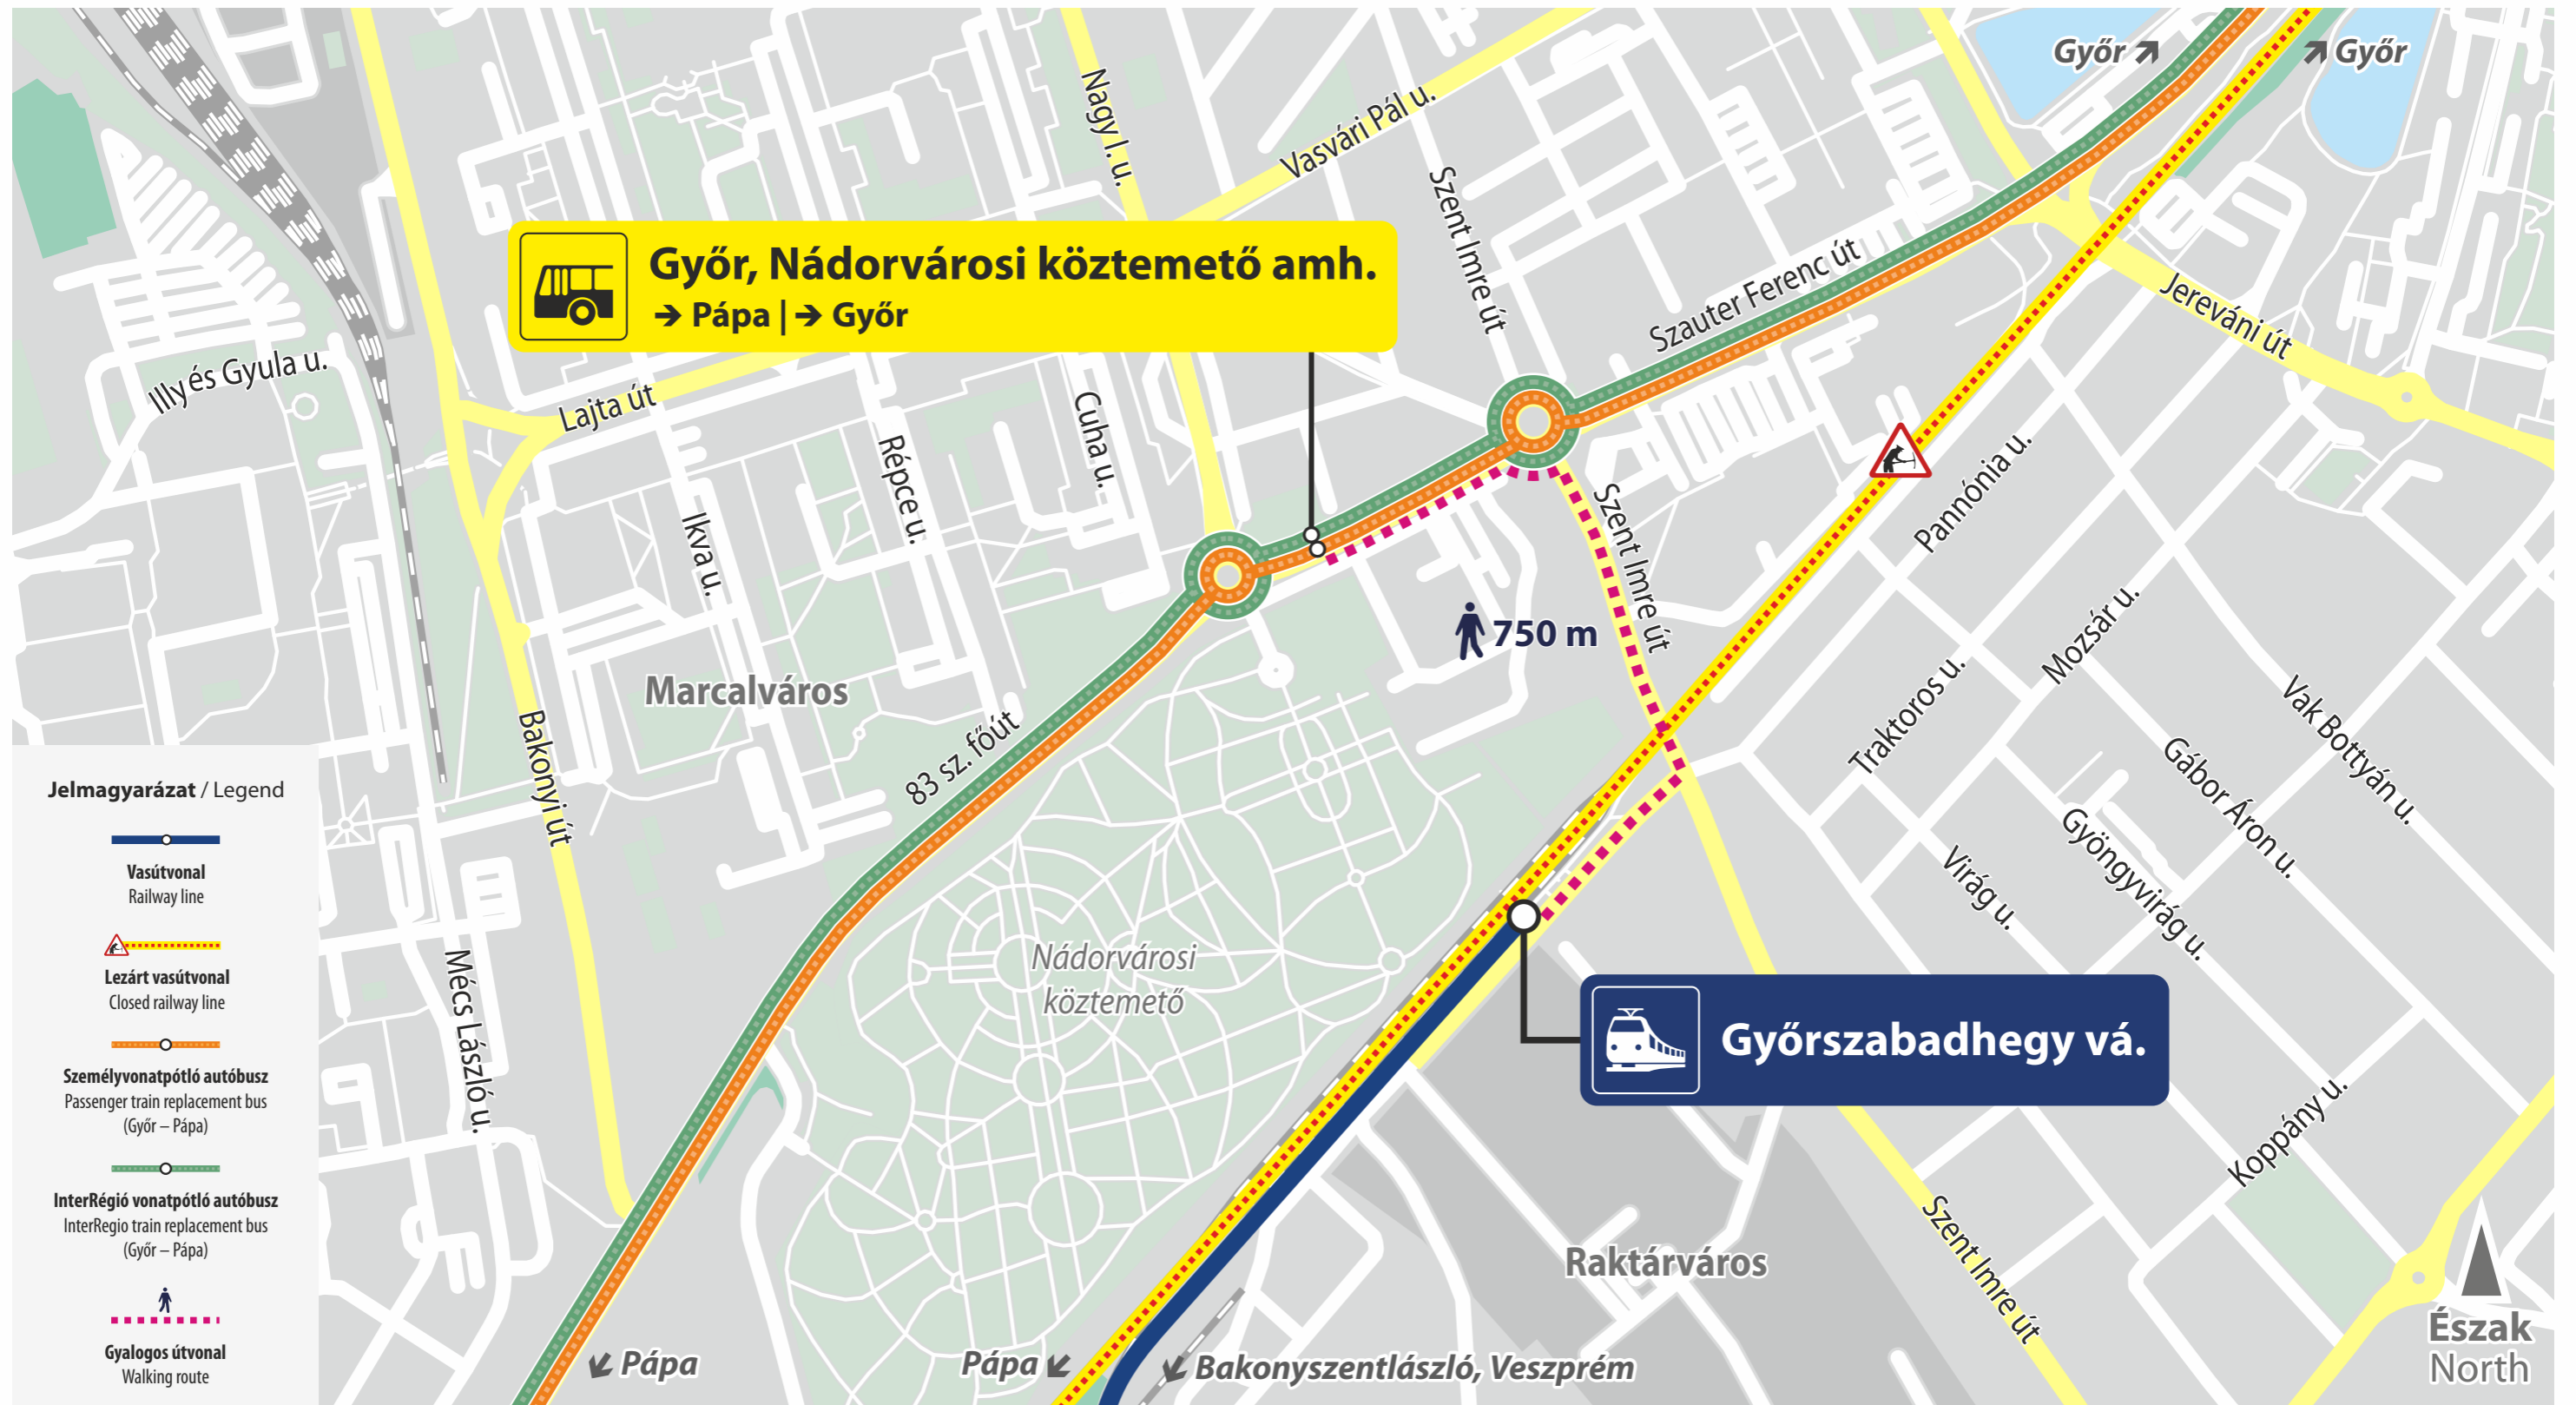 Győr
Győr
Nagy I. u.
Vasvári Pál u.
Szent Imre út
Győr, Nádorvárosi köztemető amh.
→ Pápa | → Győr
Szauter Ferenc út
Jereváni út
Illyés Gyula u.
Lajta út
Cuha u.
Répce u.
Ikva u.
Szent Imre út
Pannónia u.
750 m
Mozsár u.
Traktoros u.
Vak Bottyán u.
Marcalváros
83 sz. főút
Bakonyi út
Gábor Áron u.
Gyöngyvirág u.
Virág u.
Jelmagyarázat / Legend
Vasútvonal
Railway line
Lezárt vasútvonal
Closed railway line
Személyvonatpótló autóbusz
Passenger train replacement bus
(Győr – Pápa)
InterRégió vonatpótló autóbusz
InterRegio train replacement bus
(Győr – Pápa)
Gyalogos útvonal
Walking route
Mécs László u.
Nádorvárosi
köztemető
Győrszabadhegy vá.
Koppány u.
Raktárváros
Szent Imre út
Pápa
Pápa
Bakonyszentlászló, Veszprém
Észak
North